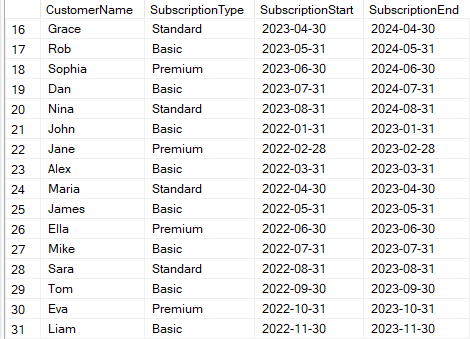 CustomerName SubscriptionType SubscriptionStart SubscriptionEnd
16 Grace Standard 2023-04-30 2024-04-30
17 Rob Basic 2023-05-31 2024-05-31
18 Sophia Premium 2023-06-30 2024-06-30
19 Dan Basic 2023-07-31 2024-07-31
20 Nina Standard 2023-08-31 2024-08-31
21 John Basic 2022-01-31 2023-01-31
22 Jane Premium 2022-02-28 2023-02-28
23 Alex Basic 2022-03-31 2023-03-31
24 Maria Standard 2022-04-30 2023-04-30
25 James Basic 2022-05-31 2023-05-31
26 Ella Premium 2022-06-30 2023-06-30
27 Mike Basic 2022-07-31 2023-07-31
28 Sara Standard 2022-08-31 2023-08-31
29 Tom Basic 2022-09-30 2023-09-30
30 Eva Premium 2022-10-31 2023-10-31
31 Liam Basic 2022-11-30 2023-11-30